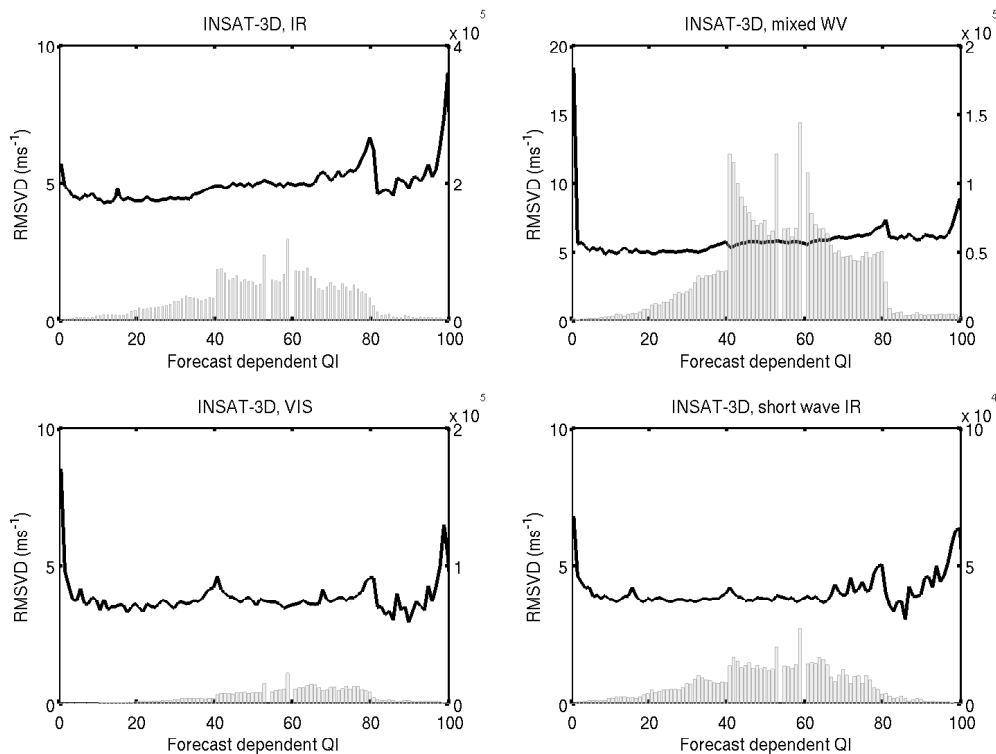 INSAT-3D, IR
x 10^5
10
5
0
RMSVD (ms^-1)
4
2
0
0 20 40 60 80 100
Forecast dependent QI
INSAT-3D, mixed WV
x 10^5
20
15
10
5
0
RMSVD (ms^-1)
2
1.5
1
0.5
0
0 20 40 60 80 100
Forecast dependent QI
INSAT-3D, VIS
x 10^5
10
5
0
RMSVD (ms^-1)
2
1
0
0 20 40 60 80 100
Forecast dependent QI
INSAT-3D, short wave IR
x 10^4
10
5
0
RMSVD (ms^-1)
10
5
0
0 20 40 60 80 100
Forecast dependent QI